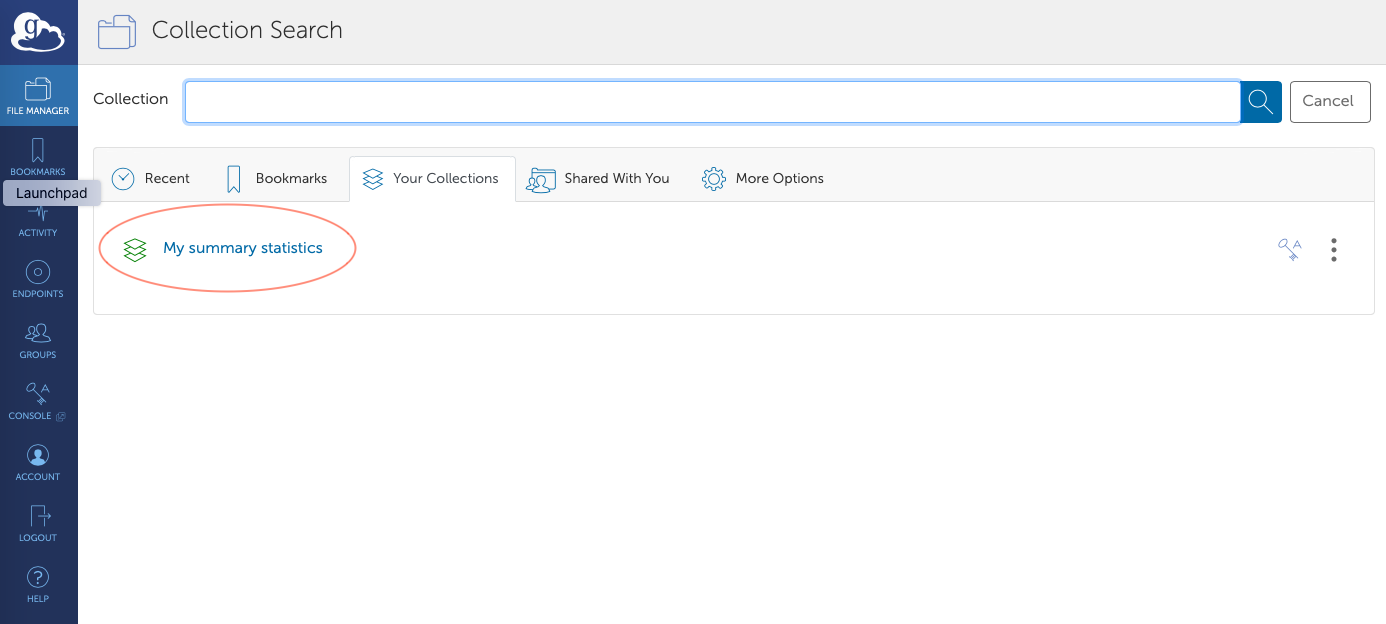 g
Collection Search
FILE MANAGER
Collection
Cancel
BOOKMARKS
Launchpad
Recent
Bookmarks
Your Collections
Shared With You
More Options
ACTIVITY
My summary statistics
A
ENDPOINTS
GROUPS
A
CONSOLE
ACCOUNT
LOGOUT
?
HELP